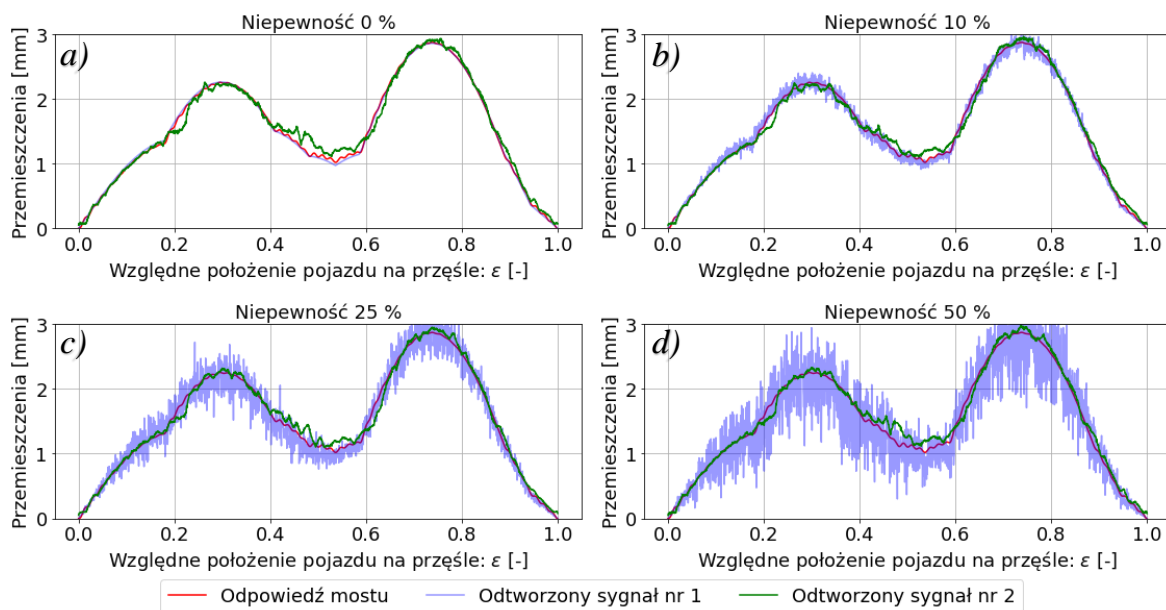 Niepewność 0 %
a)
Przemieszczenia [mm]
3
2
1
0
0.0 0.2 0.4 0.6 0.8 1.0
Względne położenie pojazdu na przęśle: ε [-]
Niepewność 10 %
b)
Przemieszczenia [mm]
3
2
1
0
0.0 0.2 0.4 0.6 0.8 1.0
Względne położenie pojazdu na przęśle: ε [-]
Niepewność 25 %
c)
Przemieszczenia [mm]
3
2
1
0
0.0 0.2 0.4 0.6 0.8 1.0
Względne położenie pojazdu na przęśle: ε [-]
Niepewność 50 %
d)
Przemieszczenia [mm]
3
2
1
0
0.0 0.2 0.4 0.6 0.8 1.0
Względne położenie pojazdu na przęśle: ε [-]
Odpowiedź mostu Odtworzony sygnał nr 1 Odtworzony sygnał nr 2